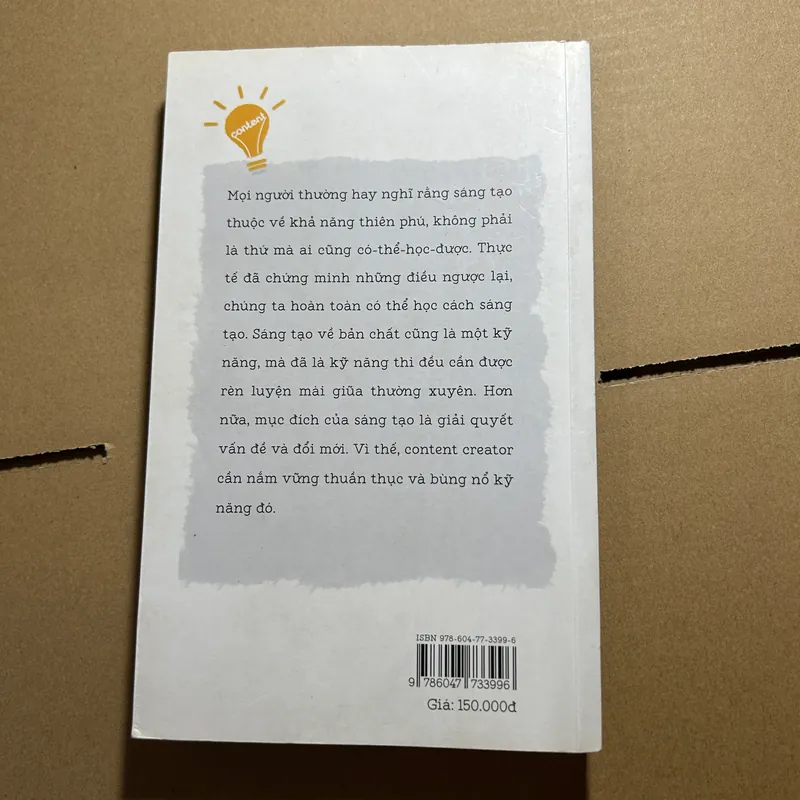 content
Mọi người thường hay nghĩ rằng sáng tạo
thuộc về khả năng thiên phú, không phải
là thứ mà ai cũng có-thể-học-được. Thực
tế đã chứng minh những điều ngược lại,
chúng ta hoàn toàn có thể học cách sáng
tạo. Sáng tạo về bản chất cũng là một kỹ
năng, mà đã là kỹ năng thì đều cần được
rèn luyện mài giũa thường xuyên. Hơn
nữa, mục đích của sáng tạo là giải quyết
vấn đề và đổi mới. Vì thế, content creator
cần nắm vững thuần thục và bùng nổ kỹ
năng đó.
ISBN 978-604-77-3399-6
9 786047 733996
Giá: 150.000đ